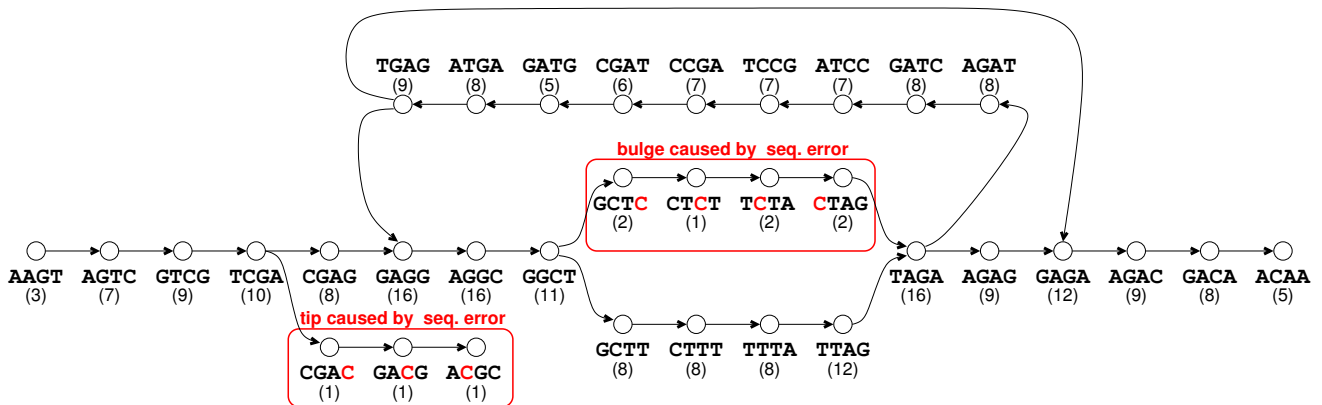 TGAG ATGA GATG CGAT CCGA TCCG ATCC GATC AGAT
(9) (8) (5) (6) (7) (7) (7) (8) (8)
bulge caused by seq. error
GCTC CTCT TCTA CTAG
(2) (1) (2) (2)
AAGT AGTC GTCG TCGA CGAG GAGG AGGC GGCT TAGA AGAG GAGA AGAC GACA ACAA
(3) (7) (9) (10) (8) (16) (16) (11) (16) (9) (12) (9) (8) (5)
tip caused by seq. error
GCTT CTTT TTTA TTAG
(8) (8) (8) (12)
CGAC GACG ACGC
(1) (1) (1)